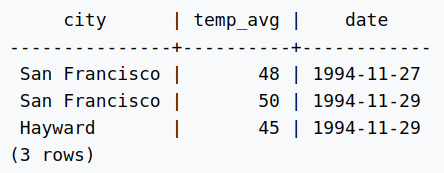 city      | temp_avg |    date
---------------+----------+------------
 San Francisco |       48 | 1994-11-27
 San Francisco |       50 | 1994-11-29
 Hayward       |       45 | 1994-11-29
(3 rows)